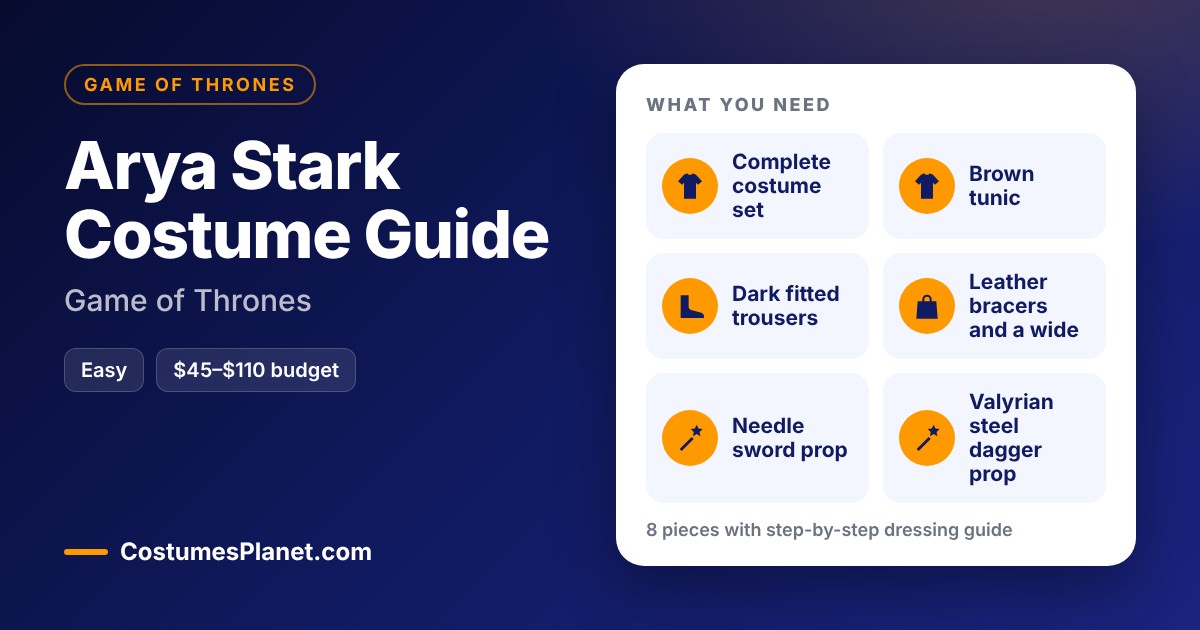 GAME OF THRONES
Arya Stark
Costume Guide
Game of Thrones
Easy
$45–$110 budget
CostumesPlanet.com
WHAT YOU NEED
Complete
costume
set
Brown
tunic
Dark fitted
trousers
Leather
bracers
and a wide
Needle
sword prop
Valyrian
steel
dagger
prop
8 pieces with step-by-step dressing guide